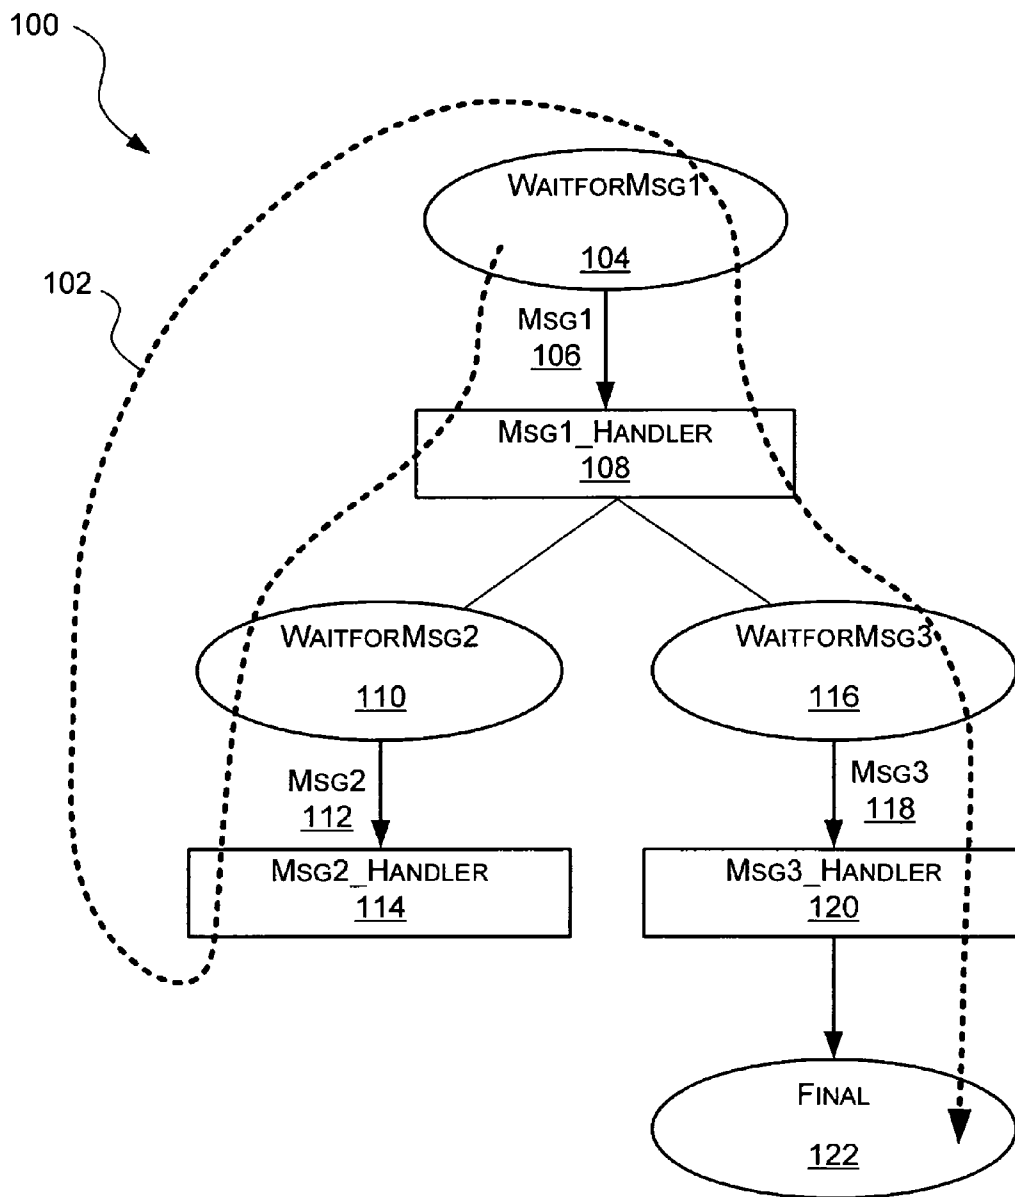 100
WAITFORMSG1
104
102
MSG1
106
MSG1_HANDLER
108
WAITFORMSG2
110
WAITFORMSG3
116
MSG2
112
MSG3
118
MSG2_HANDLER
114
MSG3_HANDLER
120
FINAL
122